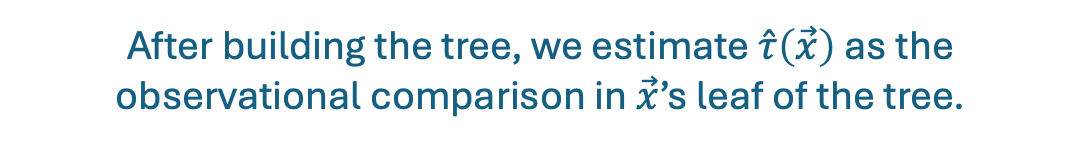 After building the tree, we estimate τ̂(x⃗) as the
observational comparison in x⃗’s leaf of the tree.